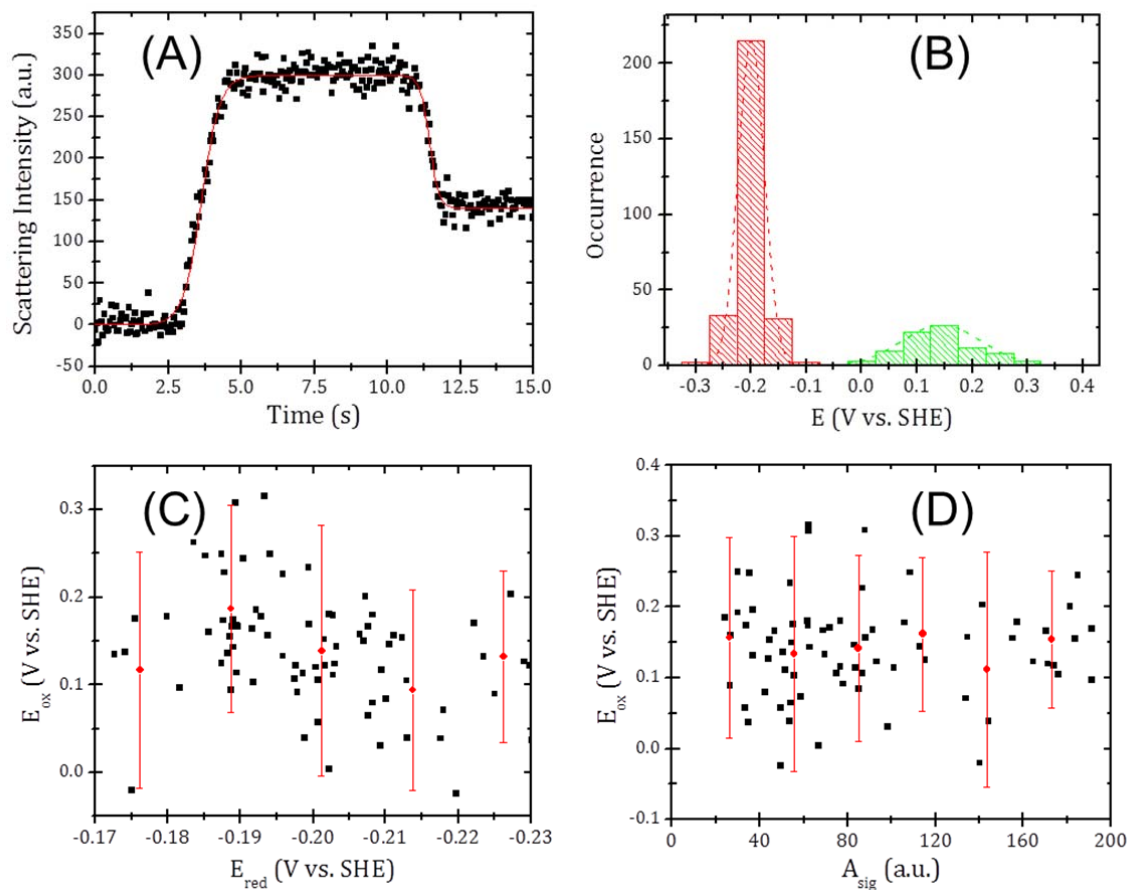 (A)
Scattering Intensity (a.u.)
350
300
250
200
150
100
50
0
-50
0.0 2.5 5.0 7.5 10.0 12.5 15.0
Time (s)
(B)
Occurrence
200
150
100
50
0
-0.3 -0.2 -0.1 0.0 0.1 0.2 0.3 0.4
E (V vs. SHE)
(C)
E_ox (V vs. SHE)
0.3
0.2
0.1
0.0
-0.17 -0.18 -0.19 -0.20 -0.21 -0.22 -0.23
E_red (V vs. SHE)
(D)
E_ox (V vs. SHE)
0.4
0.3
0.2
0.1
0.0
-0.1
0 40 80 120 160 200
A_sig (a.u.)